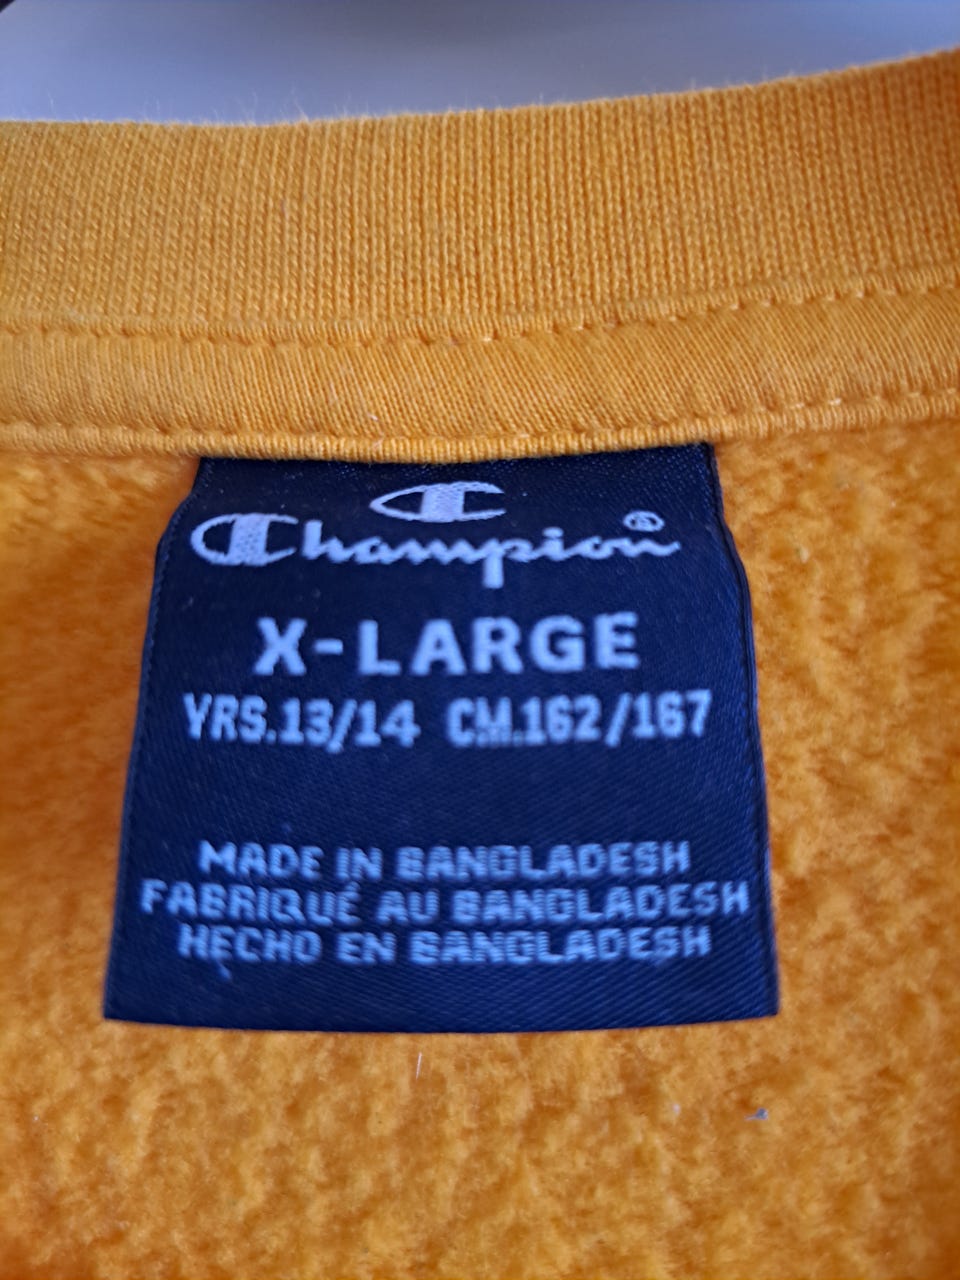 Champion®
X-LARGE
YRS.13/14 CM.162/167
MADE IN BANGLADESH
FABRIQUÉ AU BANGLADESH
HECHO EN BANGLADESH